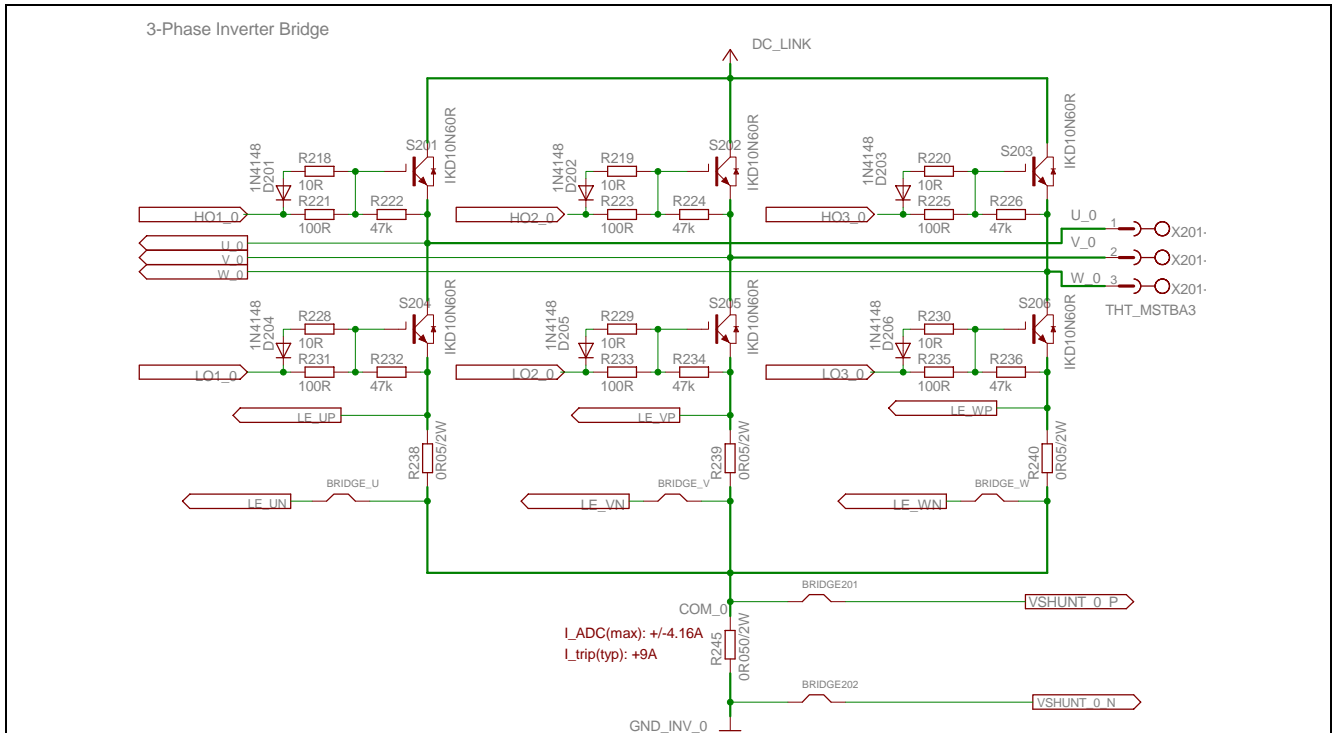 3-Phase Inverter Bridge
DC_LINK
S201
IKD10N60R
1N4148
D201
R218
10R
R221
100R
R222
47k
HO1_0
S202
IKD10N60R
1N4148
D202
R219
10R
R223
100R
R224
47k
HO2_0
S203
IKD10N60R
1N4148
D203
R220
10R
R225
100R
R226
47k
HO3_0
U_0
V_0
W_0
U_0
1
X201-
V_0
2
X201-
W_0
3
X201-
THT_MSTBA3
S204
IKD10N60R
1N4148
D204
R228
10R
R231
100R
R232
47k
LO1_0
S205
IKD10N60R
1N4148
D205
R229
10R
R233
100R
R234
47k
LO2_0
S206
IKD10N60R
1N4148
D206
R230
10R
R235
100R
R236
47k
LO3_0
LE_UP
LE_VP
LE_WP
R238
0R05/2W
R239
0R05/2W
R240
0R05/2W
LE_UN
BRIDGE_U
LE_VN
BRIDGE_V
LE_WN
BRIDGE_W
BRIDGE201
VSHUNT_0_P
COM_0
I_ADC(max): +/-4.16A
I_trip(typ): +9A
R245
0R050/2W
BRIDGE202
VSHUNT_0_N
GND_INV_0